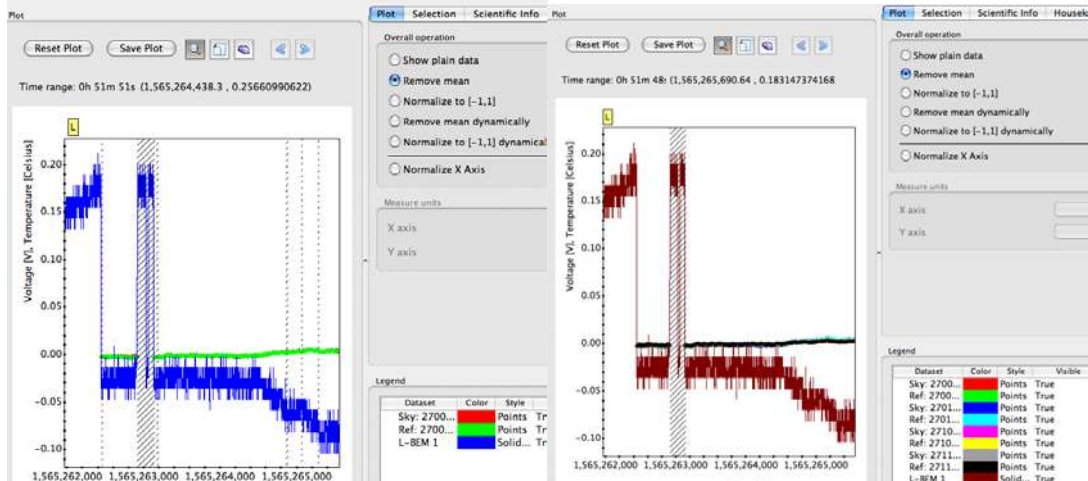 Plot
Reset Plot
Save Plot
Time range: 0h 51m 51s (1,565,264,438.3 , 0.25660990622)
L
Voltage [V], Temperature [Celsius]
0.20
0.15
0.10
0.05
0.00
-0.05
-0.10
1,565,262,000 1,565,263,000 1,565,264,000 1,565,265,000
Plot Selection Scientific Info
Overall operation
Show plain data
Remove mean
Normalize to [-1,1]
Remove mean dynamically
Normalize to [-1,1] dynamical
Normalize X Axis
Measure units
X axis
Y axis
Legend
Dataset Color Style
Sky: 2700... Points Tr
Ref: 2700... Points Tr
L-BEM 1 Solid... Tr
Plot
Reset Plot
Save Plot
Time range: 0h 51m 48s (1,565,265,690.64 , 0.183147374168
L
Voltage [V], Temperature [Celsius]
0.20
0.15
0.10
0.05
0.00
-0.05
-0.10
1,565,262,000 1,565,263,000 1,565,264,000 1,565,265,000
Plot Selection Scientific Info
Overall operation
Show plain data
Remove mean
Normalize to [-1,1]
Remove mean dynamically
Normalize to [-1,1] dynamically
Normalize X Axis
Measure units
X axis
Y axis
Legend
Dataset Color Style Visible
Sky: 2700... Points True
Ref: 2700... Points True
Sky: 2701... Points True
Ref: 2701... Points True
Sky: 2710... Points True
Ref: 2710... Points True
Sky: 2711... Points True
Ref: 2711... Points True
L-BEM 1 Solid... True